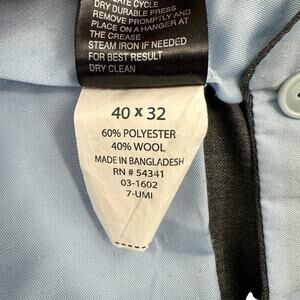 DRY DURABLE PRESS
REMOVE PROMPTLY AND
PLACE ON A HANGER AT
THE CREASE
STEAM IRON IF NEEDED
FOR BEST RESULT
DRY CLEAN
40 x 32
60% POLYESTER
40% WOOL
MADE IN BANGLADESH
RN # 54341
03-1602
7-UMI